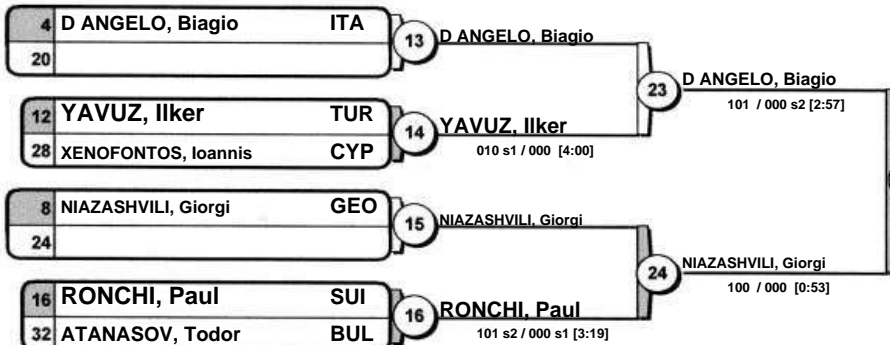 4 D ANGELO, Biagio ITA
20
13 D ANGELO, Biagio
12 YAVUZ, Ilker TUR
28 XENOFONTOS, Ioannis CYP
14 YAVUZ, Ilker
010 s1 / 000 [4:00]
23 D ANGELO, Biagio
101 / 000 s2 [2:57]
8 NIAZASHVILI, Giorgi GEO
24
15 NIAZASHVILI, Giorgi
16 RONCHI, Paul SUI
32 ATANASOV, Todor BUL
16 RONCHI, Paul
101 s2 / 000 s1 [3:19]
24 NIAZASHVILI, Giorgi
100 / 000 [0:53]